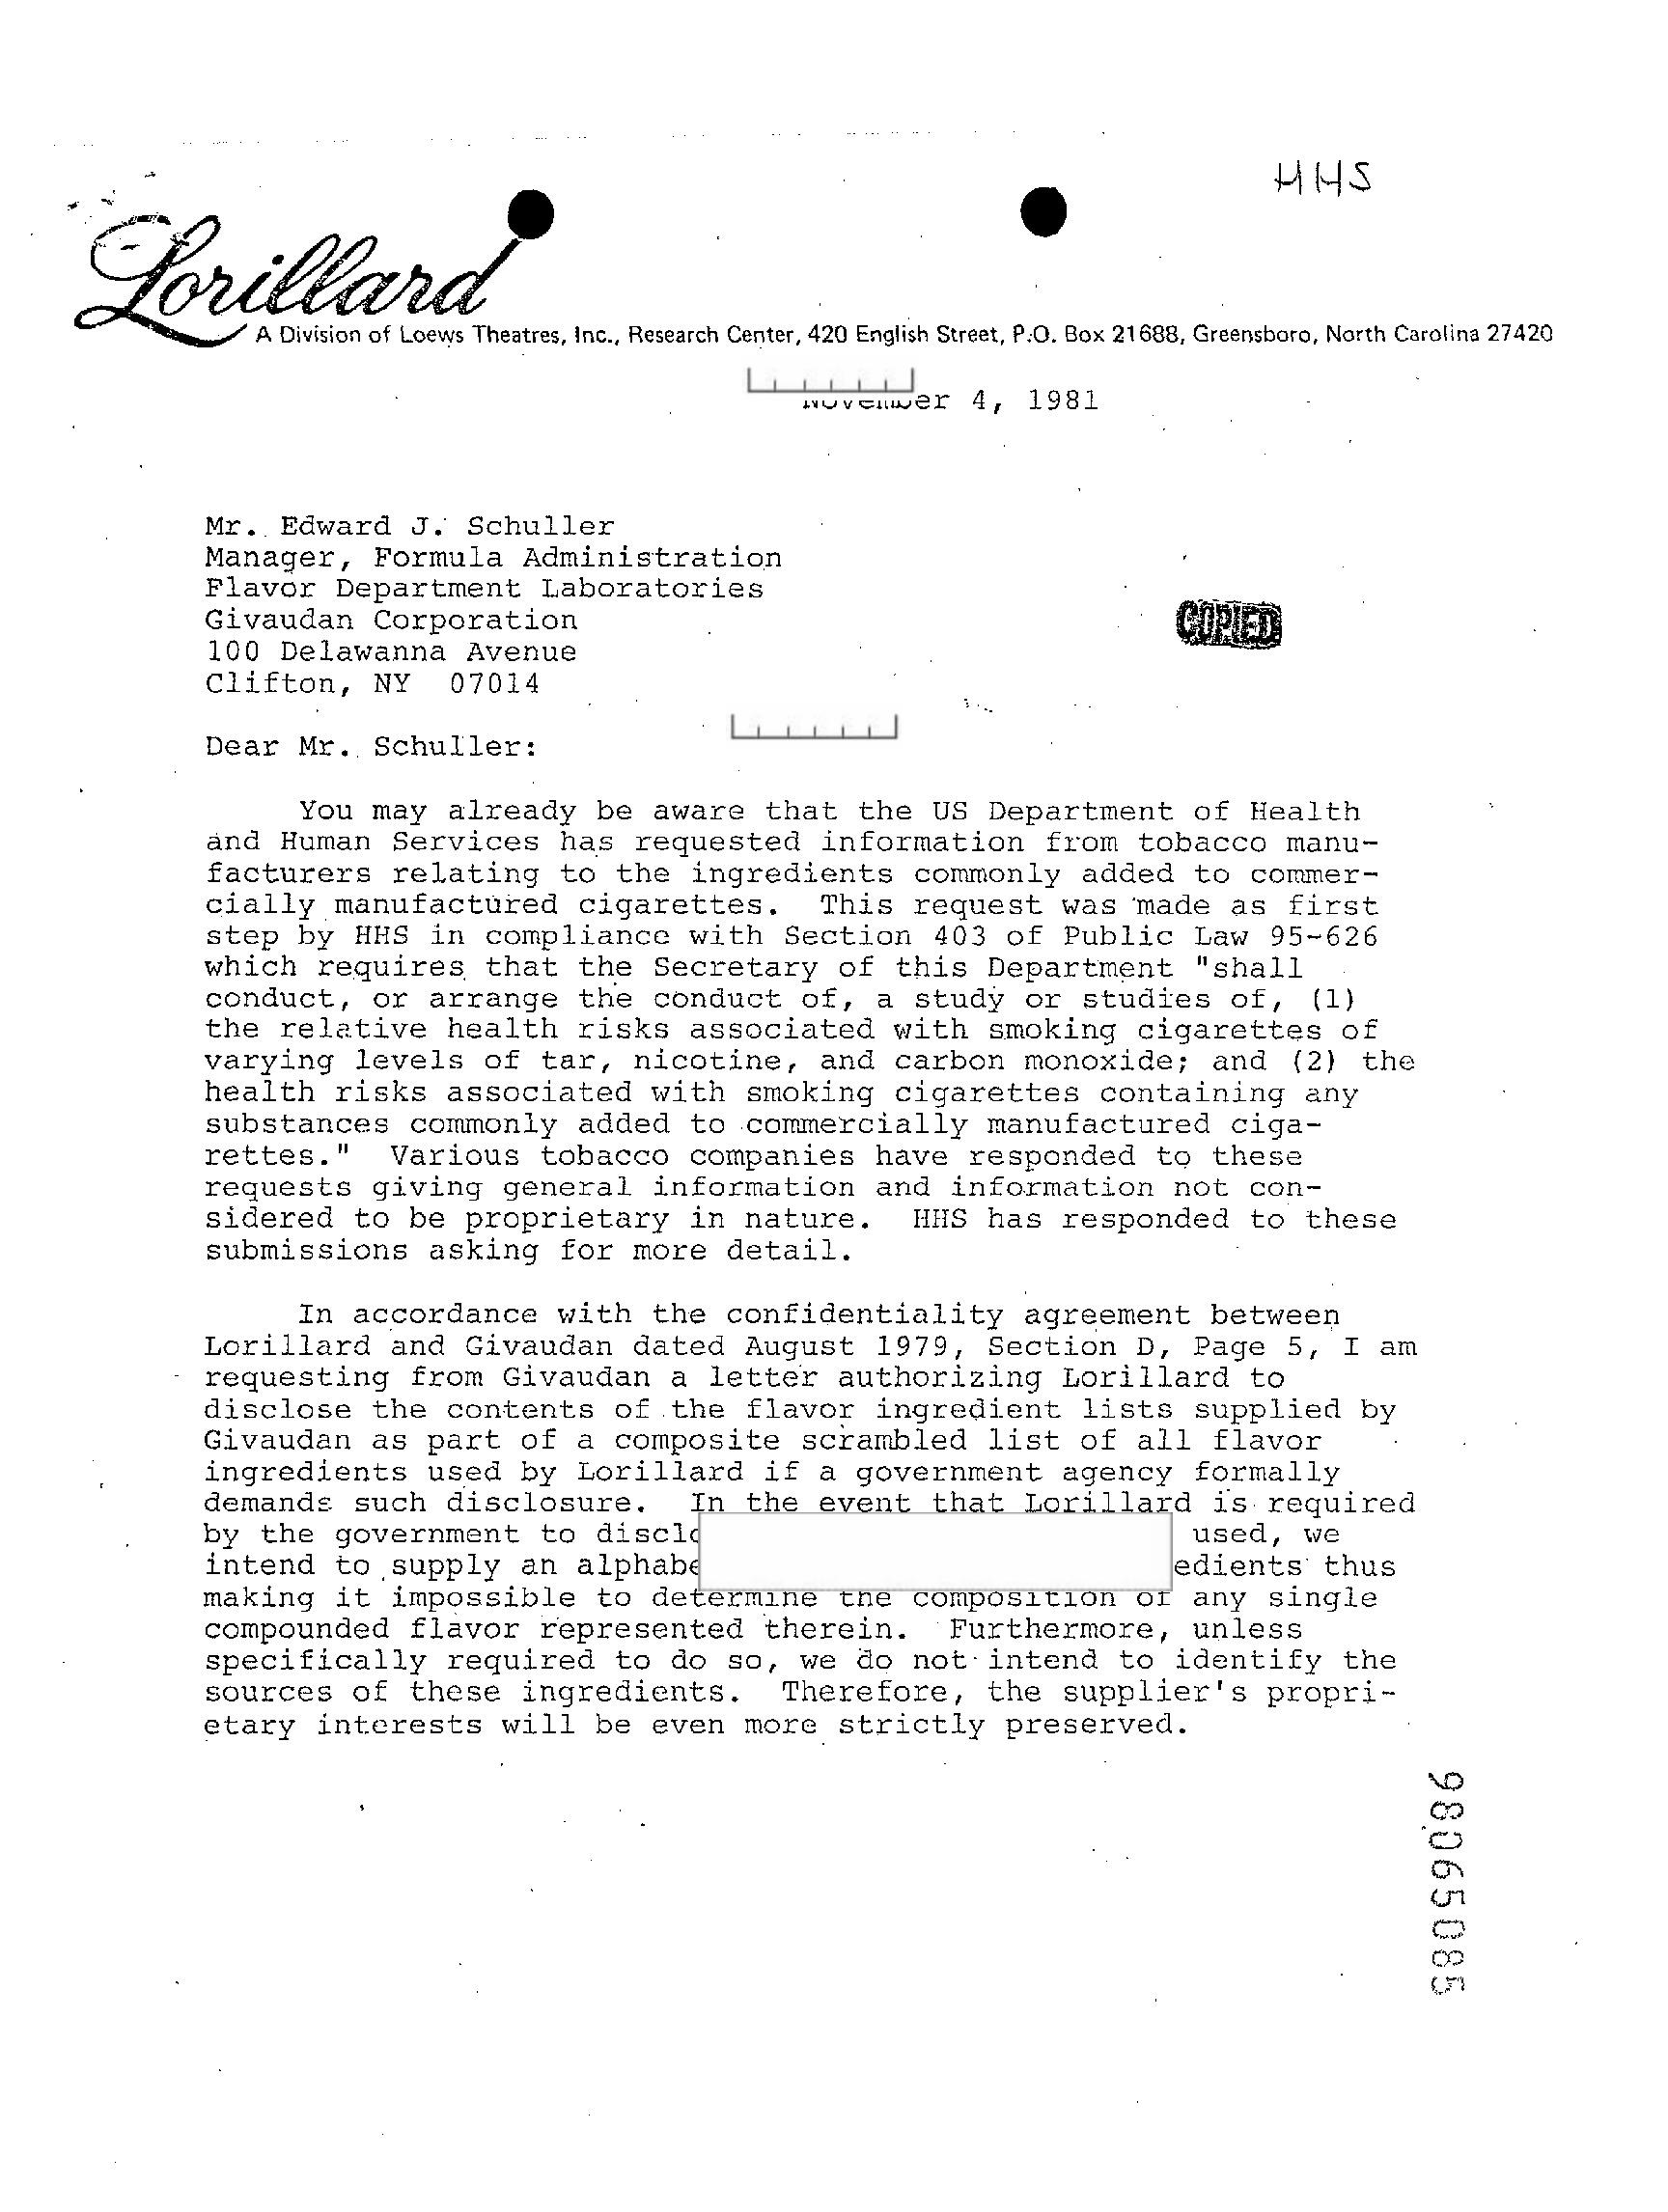 HHS
Lorillard
A Division of Loews Theatres, Inc., Research Center, 420 English Street, P.O. Box 21688, Greensboro, North Carolina 27420
November 4, 1981
Mr. Edward J. Schuller
Manager, Formula Administration
Flavor Department Laboratories
Givaudan Corporation
COPIED
100 Delawanna Avenue
Clifton, NY 07014
Dear Mr. Schuller:
You may already be aware that the US Department of Health
and Human Services has requested information from tobacco manu-
facturers relating to the ingredients commonly added to commer-
cially manufactured cigarettes. This request was made as first
step by HHS in compliance with Section 403 of Public Law 95-626
which requires that the Secretary of this Department "shall
conduct, or arrange the conduct of, a study or studies of, (1)
the relative health risks associated with smoking cigarettes of
varying levels of tar, nicotine, and carbon monoxide; and (2) the
health risks associated with smoking cigarettes containing any
substances commonly added to commercially manufactured ciga-
rettes." Various tobacco companies have responded to these
requests giving general information and information not con-
sidered to be proprietary in nature. HHS has responded to these
submissions asking for more detail.
In accordance with the confidentiality agreement between
Lorillard and Givaudan dated August 1979, Section D, Page 5, I am
requesting from Givaudan a letter authorizing Lorillard to
disclose the contents of the flavor ingredient lists supplied by
Givaudan as part of a composite scrambled list of all flavor
ingredients used by Lorillard if a government agency formally
demands such disclosure. In the event that Lorillard is required
by the government to used, we
intend to supply an thus
making it impossible to determine the composition of any single
compounded flavor represented therein. Furthermore, unless
specifically required to do so, we do not intend to identify the
sources of these ingredients. Therefore, the supplier's propri-
etary interests will be even more strictly preserved.
98065085